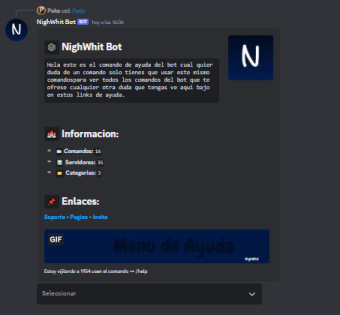 Poke usó /help
NighWhit Bot BOT hoy a las 16:06
N
NighWhit Bot
N
Hola este es el comando de ayuda del bot cual quier
duda de un comando solo tienes que usar este mismo
comandospara ver todos los comandos del bot que te
ofrese cualquier otra duda que tengas ve aqui bajo
en estos links de ayuda.
Informacion:
Comandos: 16
Servidores: 35
Categorias: 3
Enlaces:
Soporte - Pagina - Invite
GIF
Menu de Ayuda
Estoy vijilando a 1954 usen el comando — /help
Seleccionar